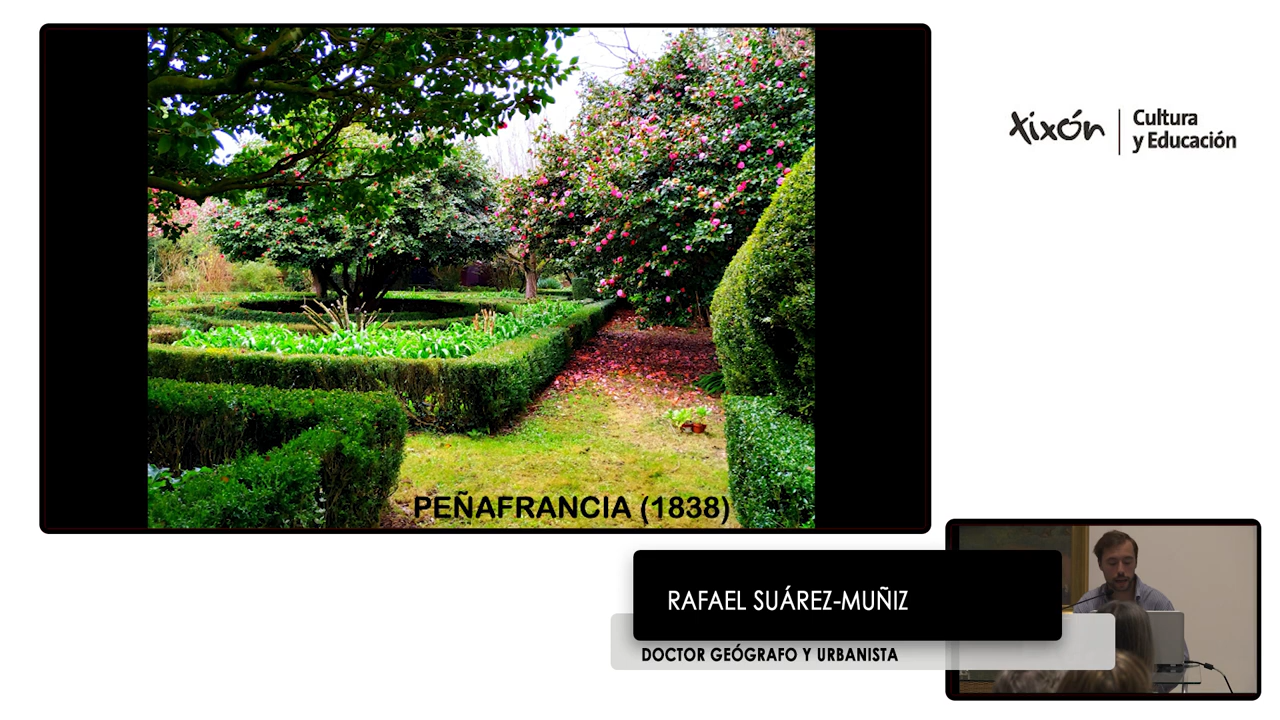 PEÑAFRANCIA (1838)
xixón
Cultura
y Educación
RAFAEL SUÁREZ-MUÑIZ
DOCTOR GEÓGRAFO Y URBANISTA